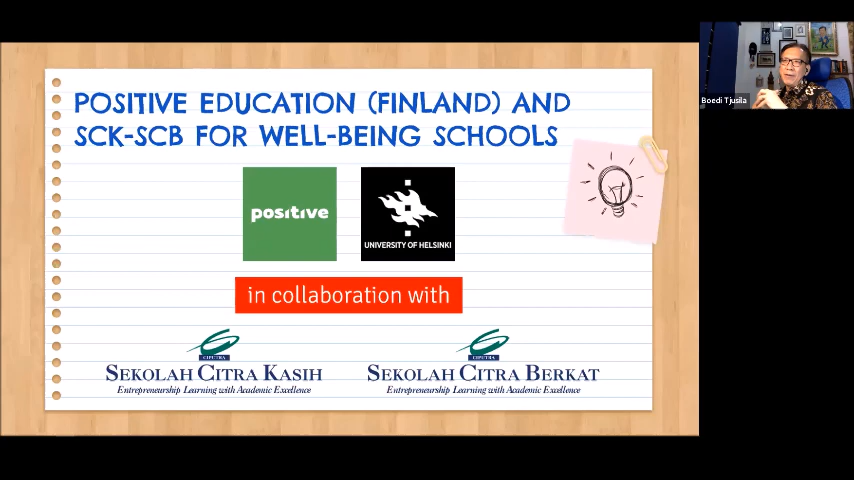 POSITIVE EDUCATION (FINLAND) AND
SCK-SCB FOR WELL-BEING SCHOOLS
positive
UNIVERSITY OF HELSINKI
in collaboration with
CIPUTRA
SEKOLAH CITRA KASIH
Entrepreneurship Learning with Academic Excellence
CIPUTRA
SEKOLAH CITRA BERKAT
Entrepreneurship Learning with Academic Excellence
Boedi Tjusila